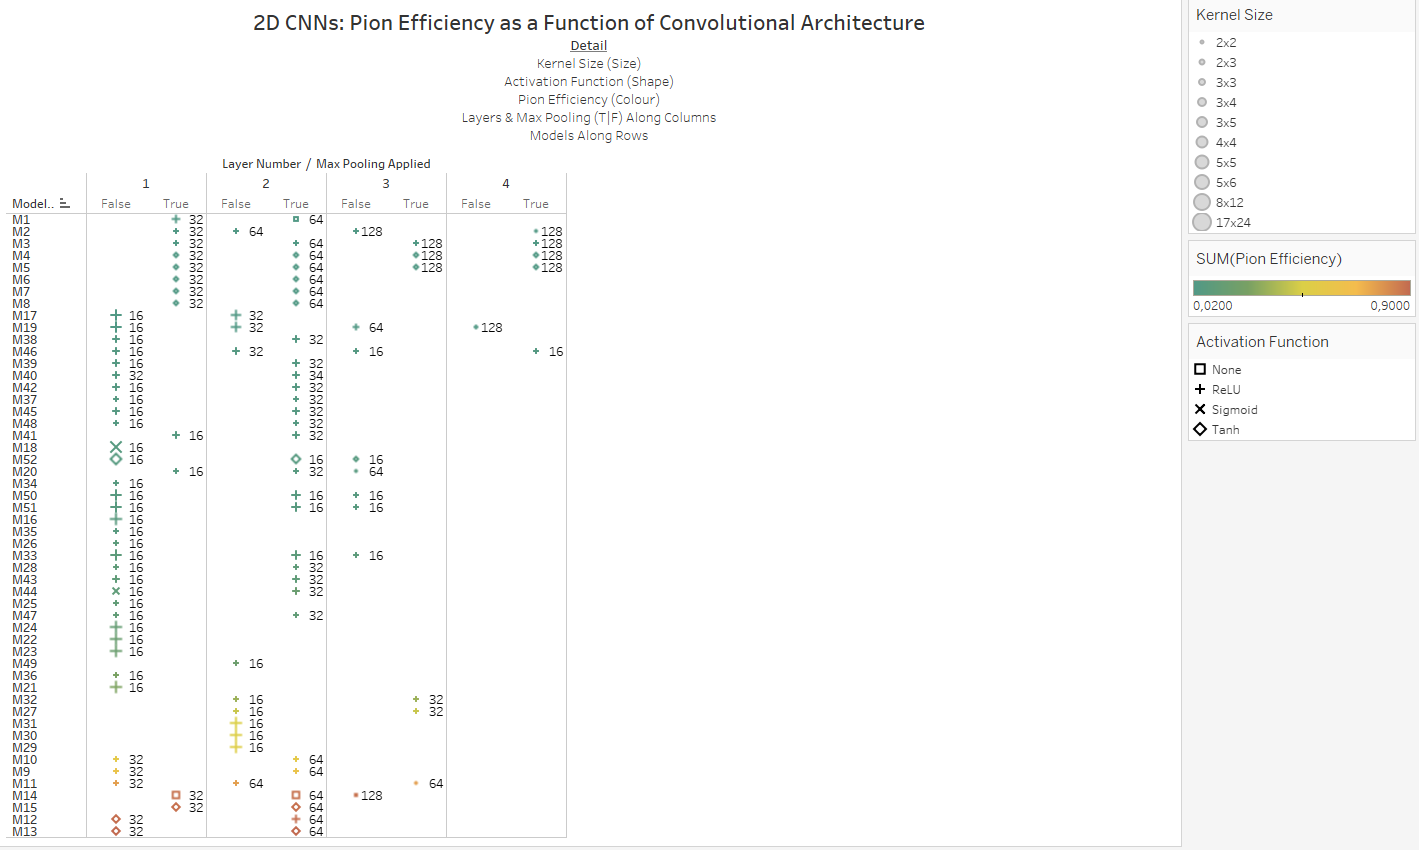 2D CNNs: Pion Efficiency as a Function of Convolutional Architecture
Detail
Kernel Size (Size)
Activation Function (Shape)
Pion Efficiency (Colour)
Layers & Max Pooling (T|F) Along Columns
Models Along Rows
Layer Number / Max Pooling Applied
1 2 3 4
Model.. False True False True False True False True
M1 32 64
M2 32 64 128 128
M3 32 64 128 128
M4 32 64 128 128
M5 32 64 128 128
M6 32 64
M7 32 64
M8 32 64
M17 16 32
M19 16 32 64 128
M38 16 32
M46 16 32 16 16
M39 16 32
M40 32 34
M42 16 32
M37 16 32
M45 16 32
M48 16 32
M41 16 32
M18 16
M52 16 16 16
M20 16 32 64
M34 16
M50 16 16 16
M51 16 16 16
M16 16
M35 16
M26 16
M33 16 16 16
M28 16 32
M43 16 32
M44 16 32
M25 16
M47 16 32
M24 16
M22 16
M23 16
M49 16
M36 16
M21 16
M32 16 32
M27 16 32
M31 16
M30 16
M29 16
M10 32 64
M9 32 64
M11 32 64 64
M14 32 64 128
M15 32 64
M12 32 64
M13 32 64
Kernel Size
2x2
2x3
3x3
3x4
3x5
4x4
5x5
5x6
8x12
17x24
SUM(Pion Efficiency)
0,0200 0,9000
Activation Function
None
ReLU
Sigmoid
Tanh